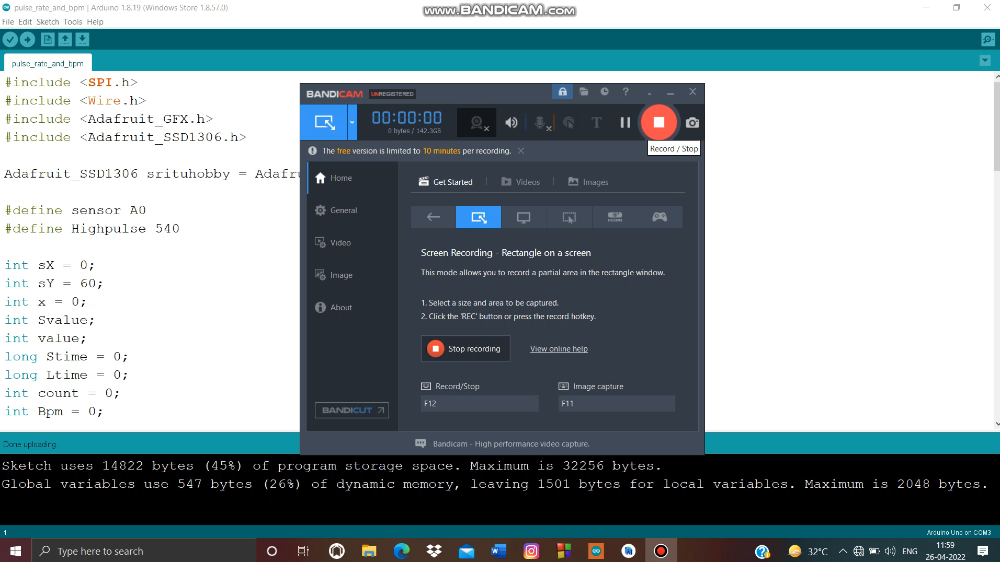 pulse_rate_and_bpm | Arduino 1.8.19 (Windows Store 1.8.57.0)
www.BANDICAM.com
File Edit Sketch Tools Help
pulse_rate_and_bpm
#include <SPI.h>
#include <Wire.h>
#include <Adafruit_GFX.h>
#include <Adafruit_SSD1306.h>
Adafruit_SSD1306 srituhobby = Adafru
#define sensor A0
#define Highpulse 540
int sX = 0;
int sY = 60;
int x = 0;
int Svalue;
int value;
long Stime = 0;
long Ltime = 0;
int count = 0;
int Bpm = 0;
BANDICAM UNREGISTERED
00:00:00
0 bytes / 142.3GB
Record / Stop
The free version is limited to 10 minutes per recording.
Home
General
Video
Image
About
BANDICUT
Get Started
Videos
Images
HDMI
Screen Recording - Rectangle on a screen
This mode allows you to record a partial area in the rectangle window.
1. Select a size and area to be captured.
2. Click the 'REC' button or press the record hotkey.
Stop recording
View online help
Record/Stop
Image capture
F12
F11
Bandicam - High performance video capture.
Done uploading.
Sketch uses 14822 bytes (45%) of program storage space. Maximum is 32256 bytes.
Global variables use 547 bytes (26%) of dynamic memory, leaving 1501 bytes for local variables. Maximum is 2048 bytes.
1
Arduino Uno on COM3
Type here to search
32°C
ENG
11:59
26-04-2022